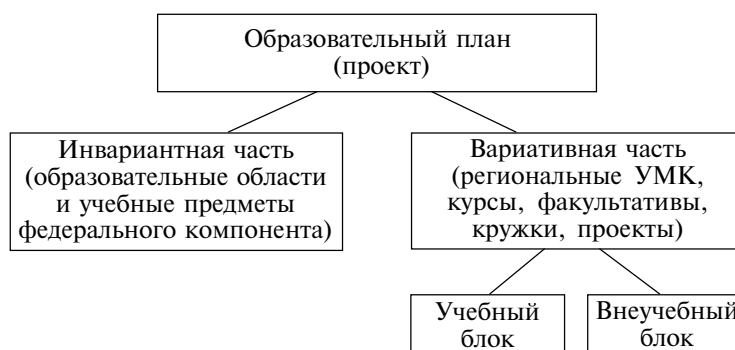 Образовательный план
(проект)
Инвариантная часть
(образовательные области
и учебные предметы
федерального компонента)
Вариативная часть
(региональные УМК,
курсы, факультативы,
кружки, проекты)
Учебный
блок
Внеучебный
блок